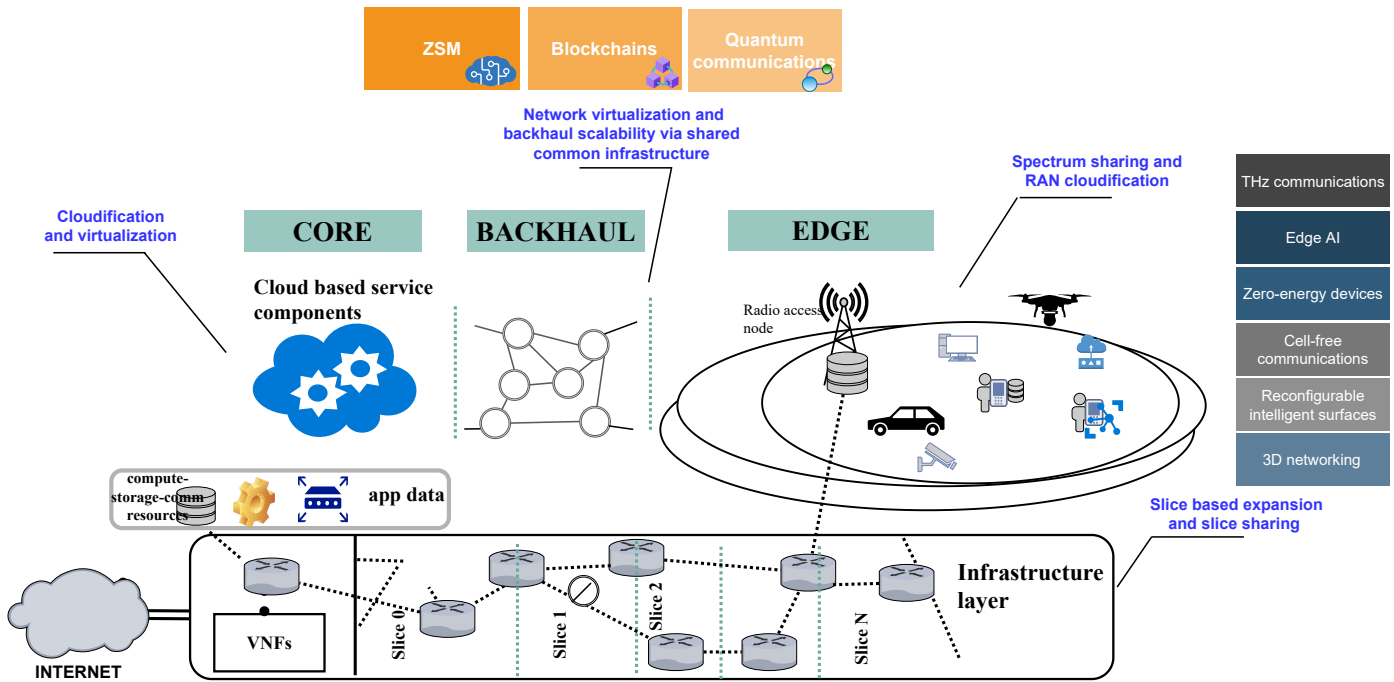 ZSM
Blockchains
Quantum
communications
Network virtualization and
backhaul scalability via shared
common infrastructure
Spectrum sharing and
RAN cloudification
THz communications
Edge AI
Zero-energy devices
Cell-free
communications
Reconfigurable
intelligent surfaces
3D networking
Cloudification
and virtualization
CORE
BACKHAUL
EDGE
Cloud based service
components
Radio access
node
compute-
storage-comm
resources
app data
Slice based expansion
and slice sharing
Infrastructure
layer
VNFs
Slice 0
Slice 1
Slice 2
Slice N
INTERNET